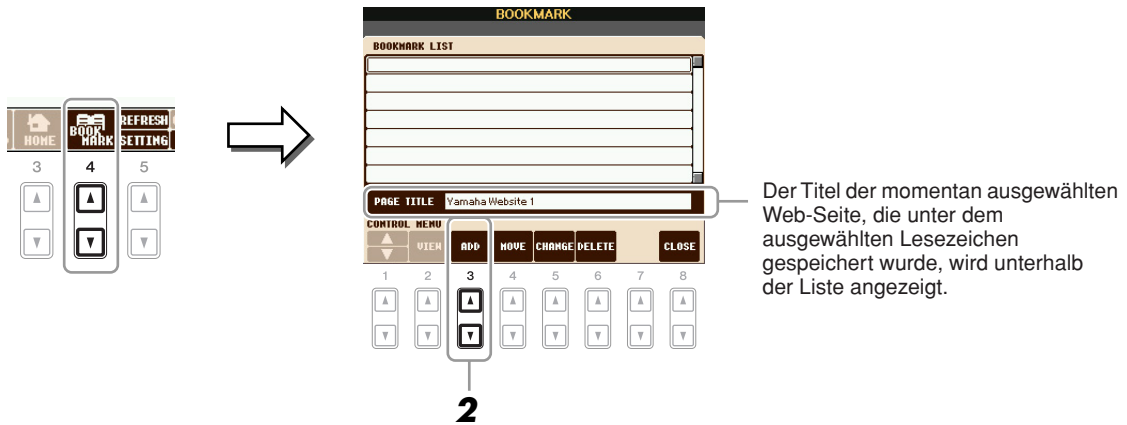 BOOKMARK
BOOKMARK LIST
HOME
BOOK
MARK
REFRESH
SETTING
3 4 5
PAGE TITLE Yamaha Website 1
CONTROL MENU
VIEW ADD MOVE CHANGE DELETE CLOSE
1 2 3 4 5 6 7 8
2
Der Titel der momentan ausgewählten
Web-Seite, die unter dem
ausgewählten Lesezeichen
gespeichert wurde, wird unterhalb
der Liste angezeigt.